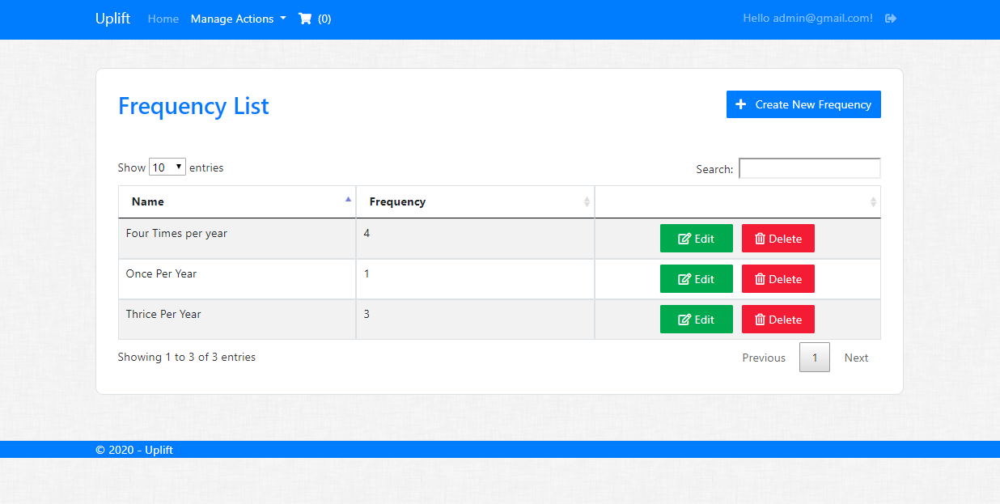 Uplift Home Manage Actions (0) Hello admin@gmail.com!
Frequency List
Create New Frequency
Show 10 entries
Search:
Name Frequency
Four Times per year 4 Edit Delete
Once Per Year 1 Edit Delete
Thrice Per Year 3 Edit Delete
Showing 1 to 3 of 3 entries
Previous 1 Next
© 2020 - Uplift